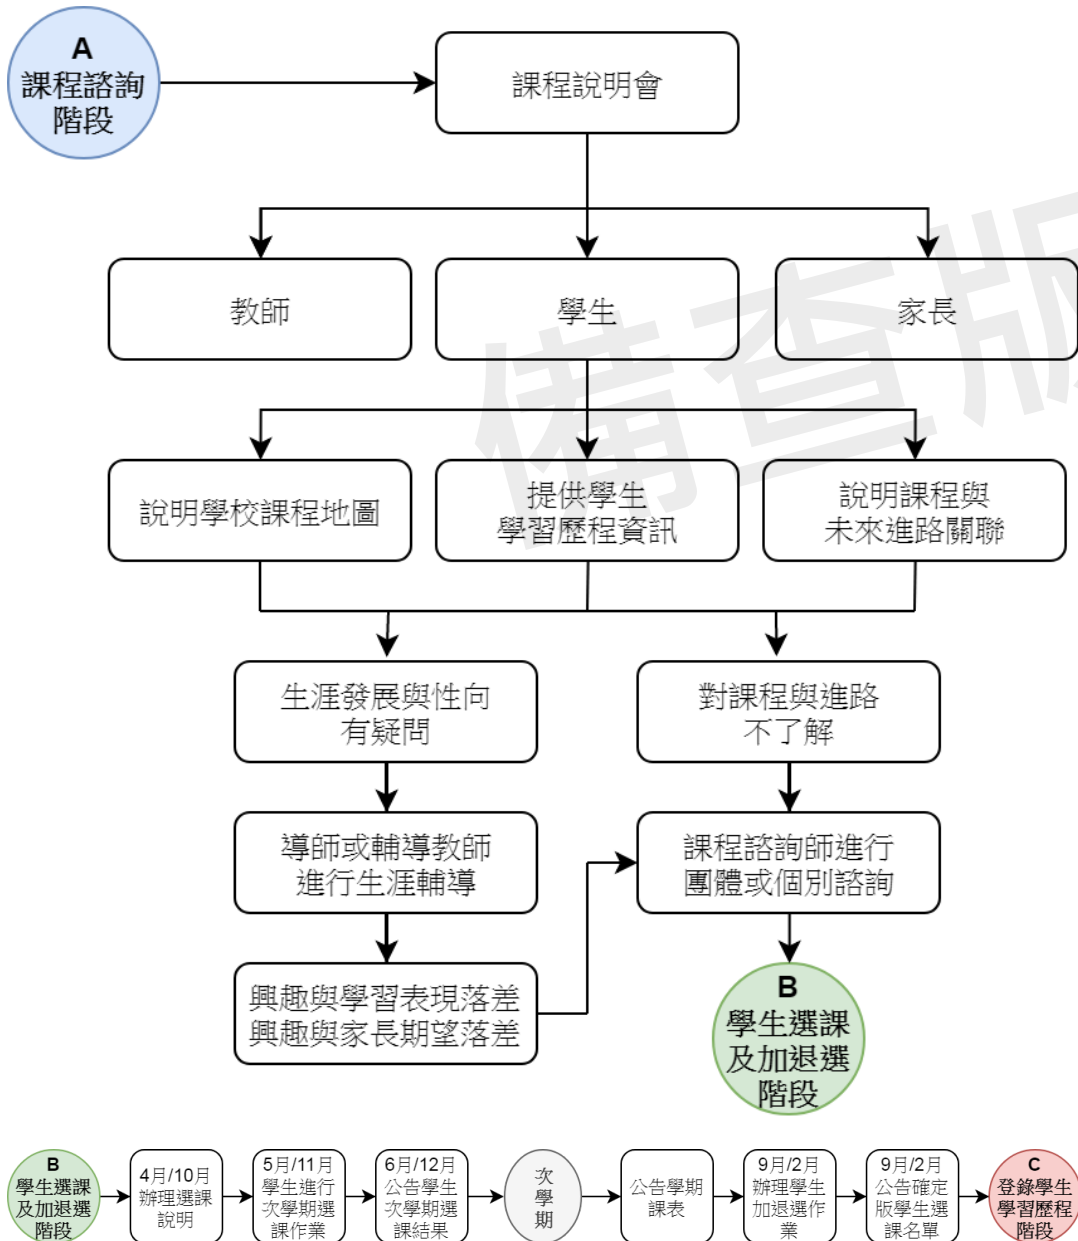 A
課程諮詢
階段
課程說明會
教師
學生
家長
說明學校課程地圖
提供學生
學習歷程資訊
說明課程與
未來進路關聯
生涯發展與性向
有疑問
對課程與進路
不了解
導師或輔導教師
進行生涯輔導
課程諮詢師進行
團體或個別諮詢
興趣與學習表現落差
興趣與家長期望落差
B
學生選課
及加退選
階段
B
學生選課
及加退選
階段
4月/10月
辦理選課
說明
5月/11月
學生進行
次學期選
課作業
6月/12月
公告學生
次學期選
課結果
次
學
期
公告學期
課表
9月/2月
辦理學生
加退選作
業
9月/2月
公告確定
版學生選
課名單
C
登錄學生
學習歷程
階段
備查版